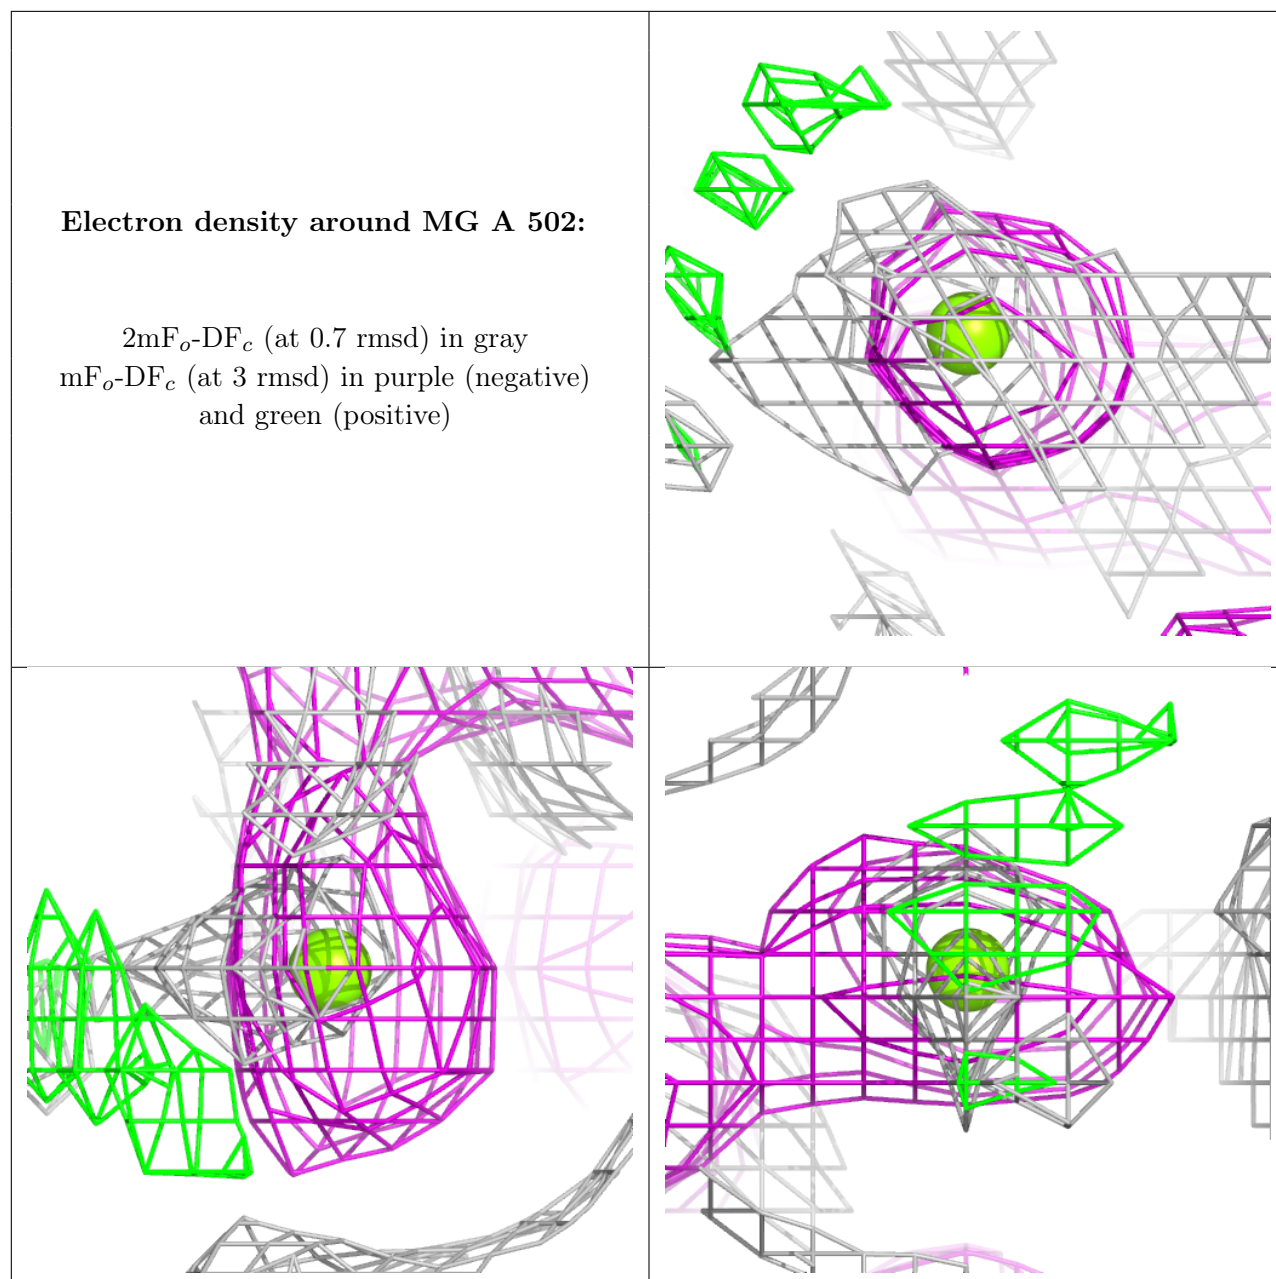 Electron density around MG A 502:
2mFo-DFc (at 0.7 rmsd) in gray
mFo-DFc (at 3 rmsd) in purple (negative)
and green (positive)